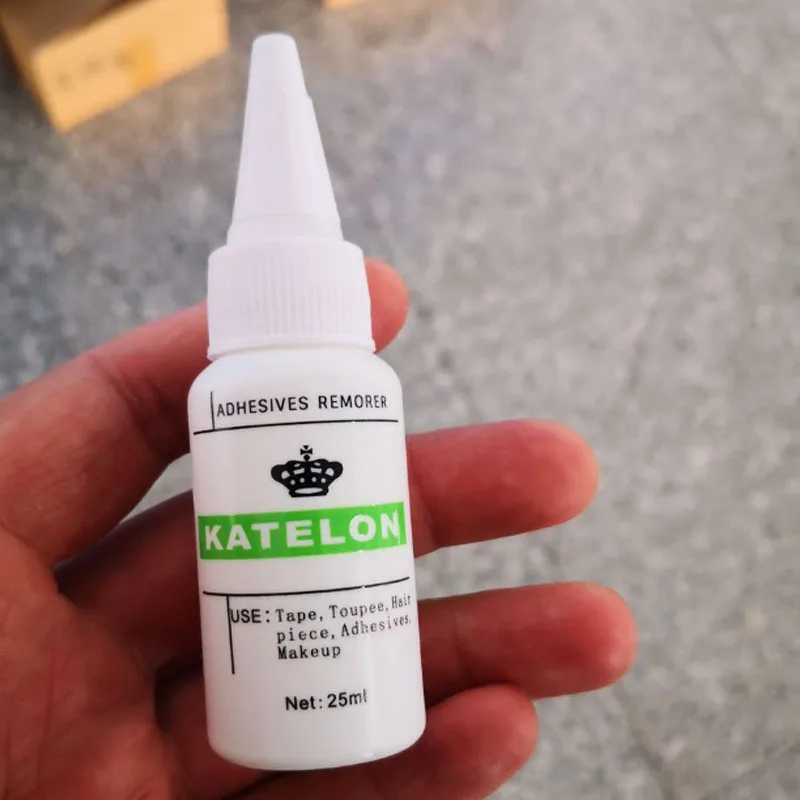 ADHESIVES REMORER
KATELON
USE: Tape, Toupee, Hair
piece, Adhesives,
Makeup
Net: 25ml